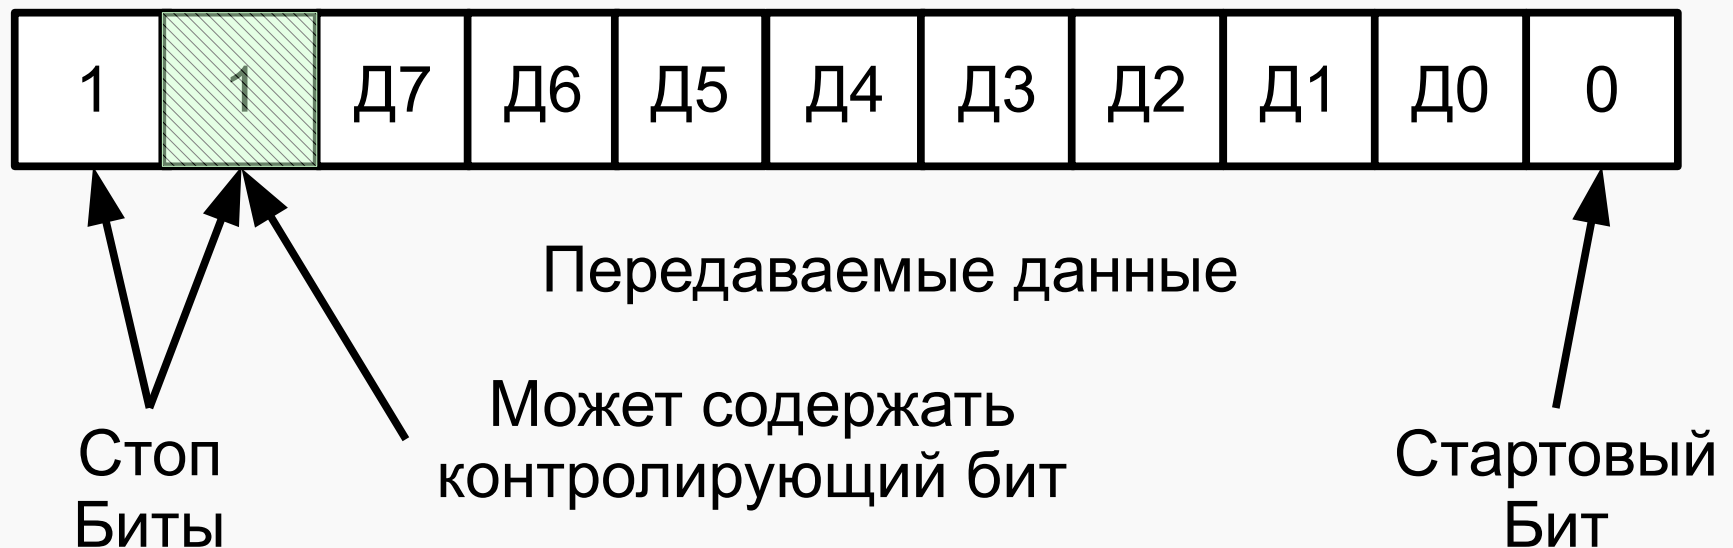 1 1 Д7 Д6 Д5 Д4 Д3 Д2 Д1 Д0 0
Передаваемые данные
Может содержать
контролирующий бит
Стоп
Биты
Стартовый
Бит